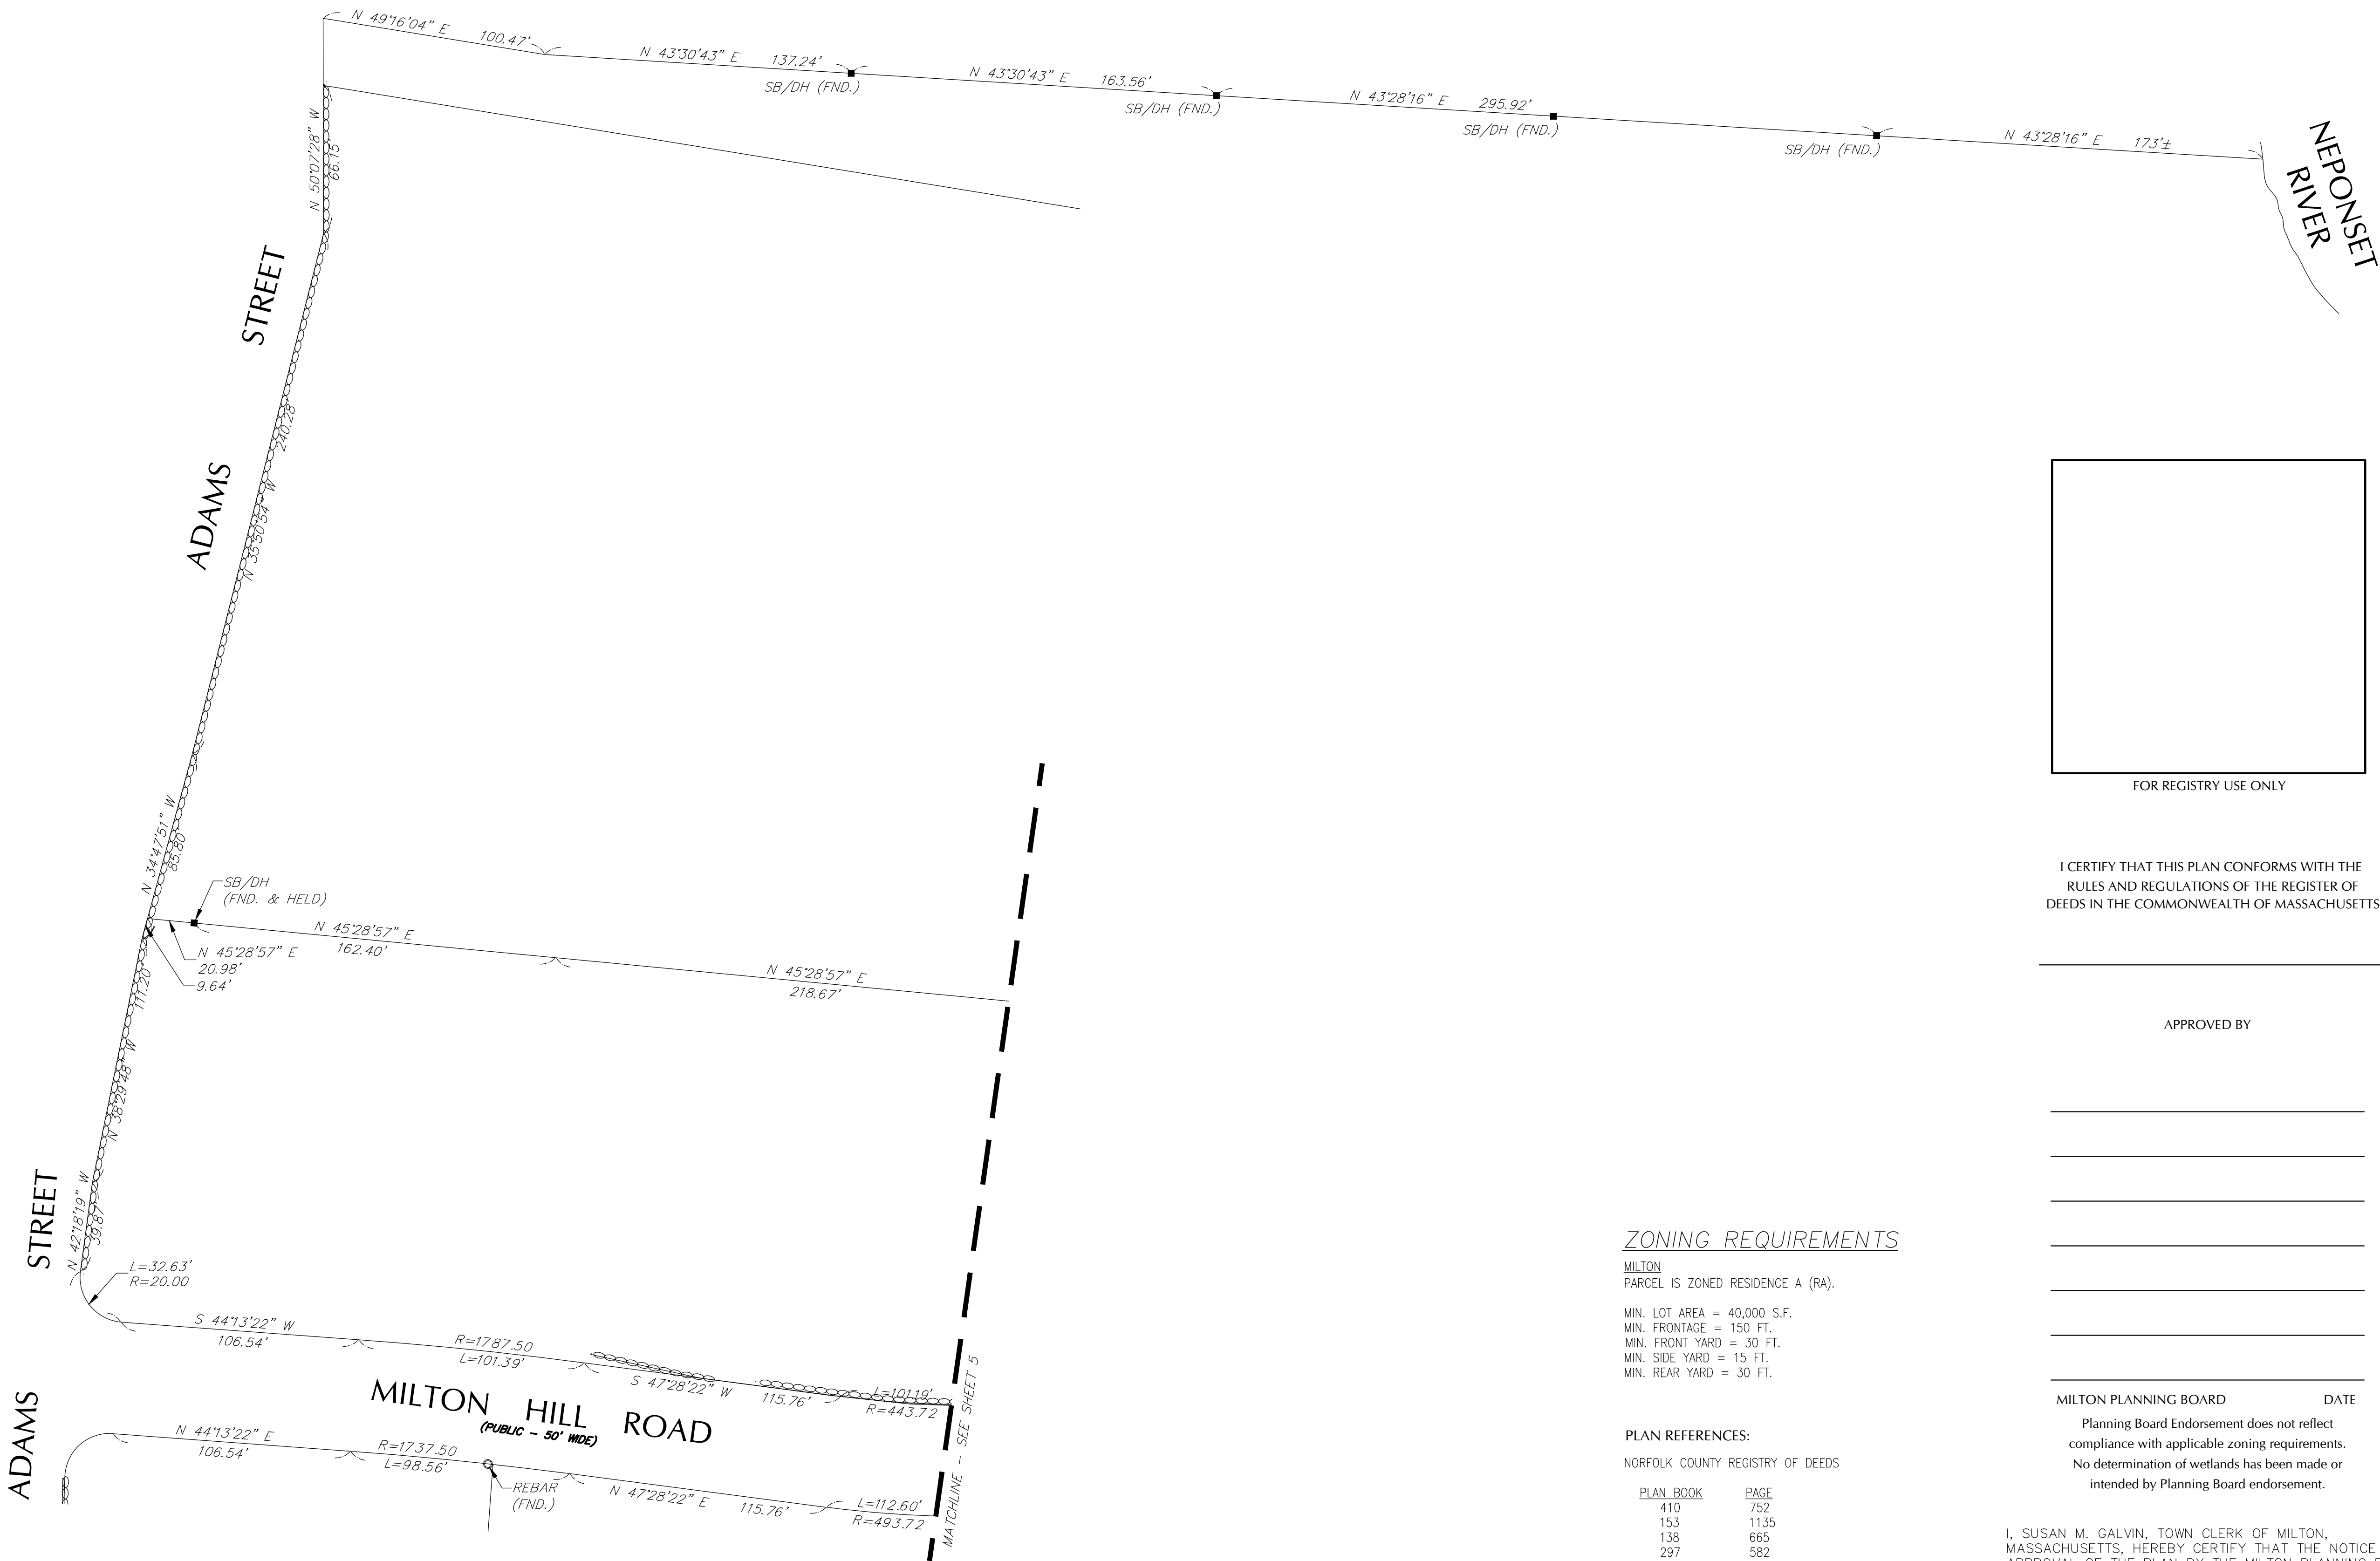 N 49°16'04" E 100.47'
N 43°30'43" E 137.24'
SB/DH (FND.)
N 43°30'43" E 163.56'
SB/DH (FND.)
N 43°28'16" E 295.92'
SB/DH (FND.)
SB/DH (FND.)
N 43°28'16" E 173'±
NEPONSET
RIVER
N 50°07'28" W
66.15'
ADAMS STREET
240.28'
N 35°50'54" W
N 34°47'51" W
85.80'
SB/DH
(FND. & HELD)
N 45°28'57" E
162.40'
N 45°28'57" E
20.98'
9.64'
N 45°28'57" E
218.67'
111.20'
N 38°29'48" W
N 42°18'19" W
39.87'
ADAMS STREET
L=32.63'
R=20.00
S 44°13'22" W
106.54'
R=1787.50
L=101.39'
S 47°28'22" W 115.76'
L=101.19'
R=443.72
MILTON HILL ROAD
(PUBLIC – 50' WIDE)
N 44°13'22" E
106.54'
R=1737.50
L=98.56'
REBAR
(FND.)
N 47°28'22" E 115.76'
L=112.60'
R=493.72
MATCHLINE – SEE SHEET 5
ZONING REQUIREMENTS
MILTON
PARCEL IS ZONED RESIDENCE A (RA).
MIN. LOT AREA = 40,000 S.F.
MIN. FRONTAGE = 150 FT.
MIN. FRONT YARD = 30 FT.
MIN. SIDE YARD = 15 FT.
MIN. REAR YARD = 30 FT.
PLAN REFERENCES:
NORFOLK COUNTY REGISTRY OF DEEDS
PLAN BOOK PAGE
410 752
153 1135
138 665
297 582
FOR REGISTRY USE ONLY
I CERTIFY THAT THIS PLAN CONFORMS WITH THE
RULES AND REGULATIONS OF THE REGISTER OF
DEEDS IN THE COMMONWEALTH OF MASSACHUSETTS
APPROVED BY
MILTON PLANNING BOARD DATE
Planning Board Endorsement does not reflect
compliance with applicable zoning requirements.
No determination of wetlands has been made or
intended by Planning Board endorsement.
I, SUSAN M. GALVIN, TOWN CLERK OF MILTON,
MASSACHUSETTS, HEREBY CERTIFY THAT THE NOTICE
APPROVAL OF THE PLAN BY THE MILTON PLANNING